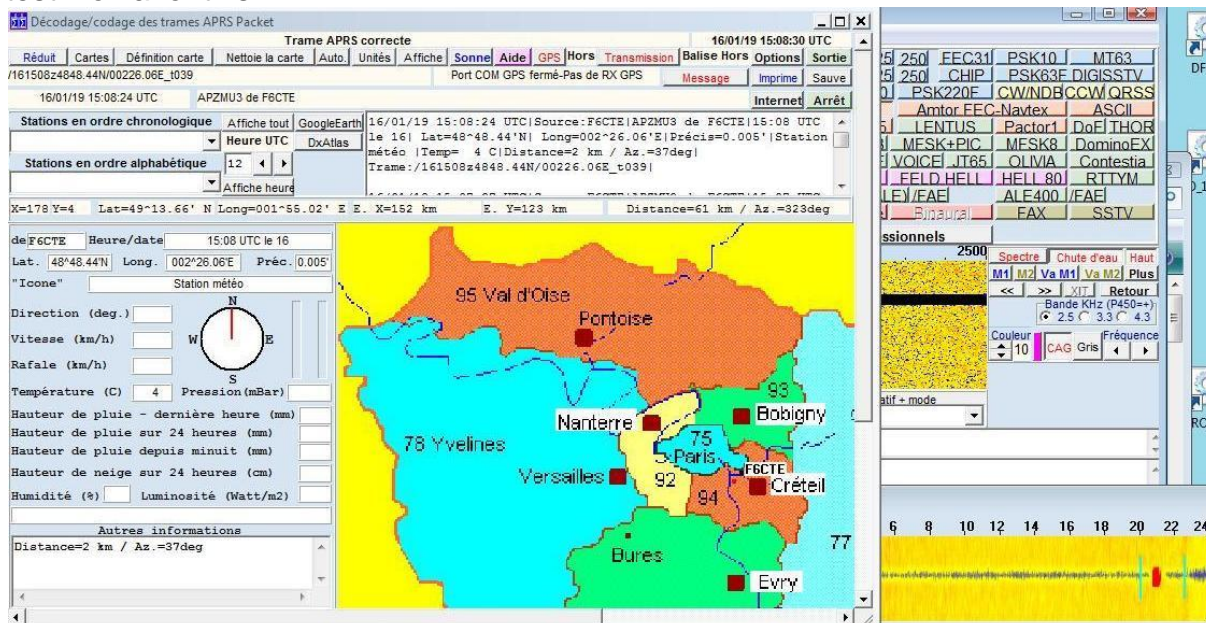 Décodage/codage des trames APRS Packet
Trame APRS correcte 16/01/19 15:08:30 UTC
Réduit Cartes Définition carte Nettoie la carte Auto. Unités Affiche Sonne Aide GPS Hors Transmission Balise Hors Options Sortie
/161508z4848.44N/00226.06E_t039 Port COM GPS fermé-Pas de RX GPS Message Imprime Sauve
16/01/19 15:08:24 UTC APZMU3 de F6CTE Internet Arrêt
Stations en ordre chronologique Affiche tout GoogleEarth
Heure UTC DxAtlas
Stations en ordre alphabétique 12
Affiche heure
16/01/19 15:08:24 UTC|Source:F6CTE|APZMU3 de F6CTE|15:08 UTC
le 16| Lat=48^48.44'N| Long=002^26.06'E|Précis=0.005'|Station
météo |Temp= 4 C|Distance=2 km / Az.=37deg|
Trame:/161508z4848.44N/00226.06E_t039|
X=178 Y=4 Lat=49^13.66' N Long=001^55.02' E E. X=152 km E. Y=123 km Distance=61 km / Az.=323deg
de F6CTE Heure/date 15:08 UTC le 16
Lat. 48^48.44'N Long. 002^26.06'E Préc. 0.005'
"Icone" Station météo
Direction (deg.)
Vitesse (km/h)
Rafale (km/h)
N
W E
S
Température (C) 4 Pression(mBar)
Hauteur de pluie - dernière heure (mm)
Hauteur de pluie sur 24 heures (mm)
Hauteur de pluie depuis minuit (mm)
Hauteur de neige sur 24 heures (cm)
Humidité (%) Luminosité (Watt/m2)
Autres informations
Distance=2 km / Az.=37deg
95 Val d'Oise
Pontoise
93
Bobigny
Nanterre
75
Paris
78 Yvelines
Versailles
92
F6CTE
Créteil
94
Bures
77
Evry
25 250 FEC31 PSK10 MT63
25 250 CHIP PSK63F DIGISSTV
PSK220F CW/NDB CCW QRSS
Amtor FEC-Navtex ASCII
LENTUS Pactor1 DoF THOR
MFSK+PIC MFSK8 DominoEX
VOICE JT65 OLIVIA Contestia
FELD HELL HELL 80 RTTYM
/FAE ALE400 /FAE
Binaural FAX SSTV
ssionnels
2500 Spectre Chute d'eau Haut
M1 M2 Va M1 Va M2 Plus
<< >> XIT Retour
Bande KHz (P450=+)
2.5 3.3 4.3
Couleur Fréquence
10 CAG Gris
atif + mode
6 8 10 12 14 16 18 20 22 24
DF